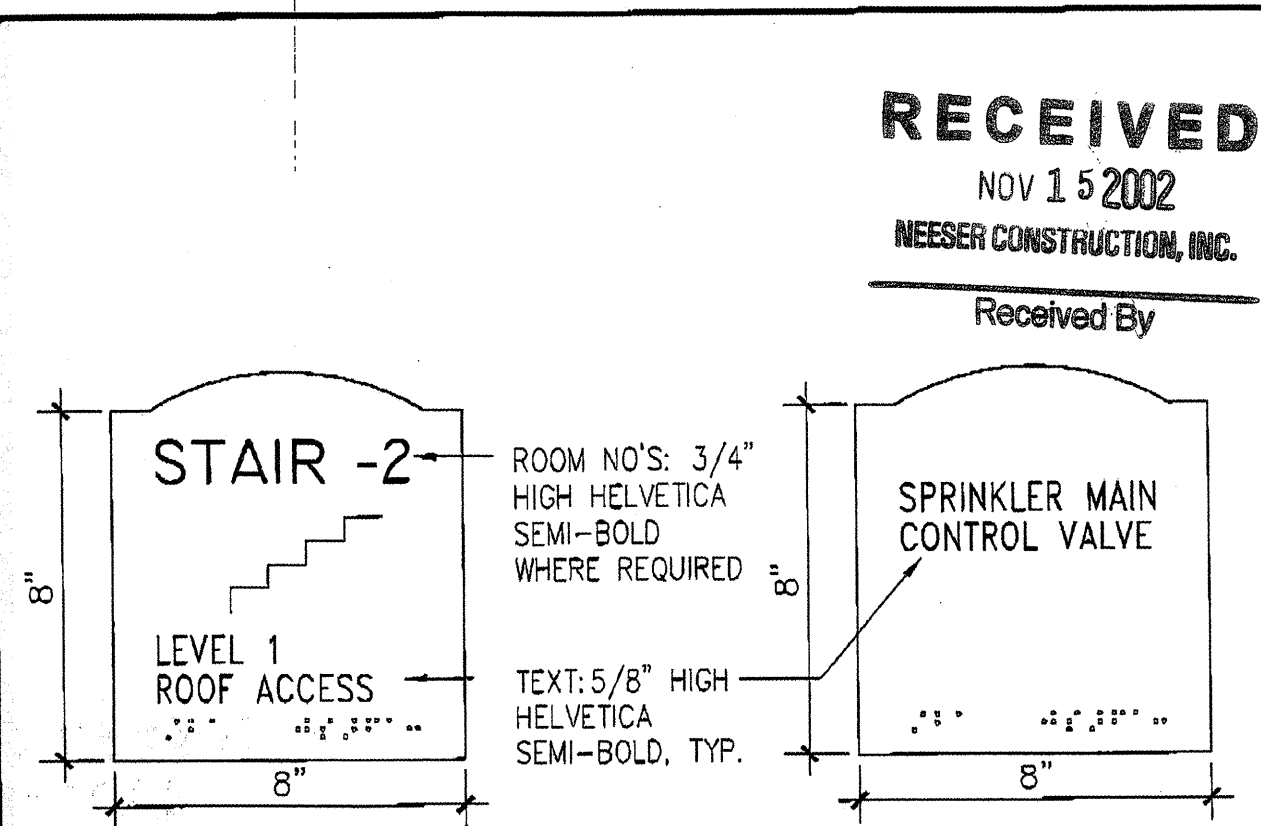 RECEIVED
NOV 15 2002
NEESER CONSTRUCTION, INC.
Received By
STAIR -2
LEVEL 1
ROOF ACCESS
8"
8"
ROOM NO'S: 3/4"
HIGH HELVETICA
SEMI-BOLD
WHERE REQUIRED
TEXT: 5/8" HIGH
HELVETICA
SEMI-BOLD, TYP.
SPRINKLER MAIN
CONTROL VALVE
8"
8"